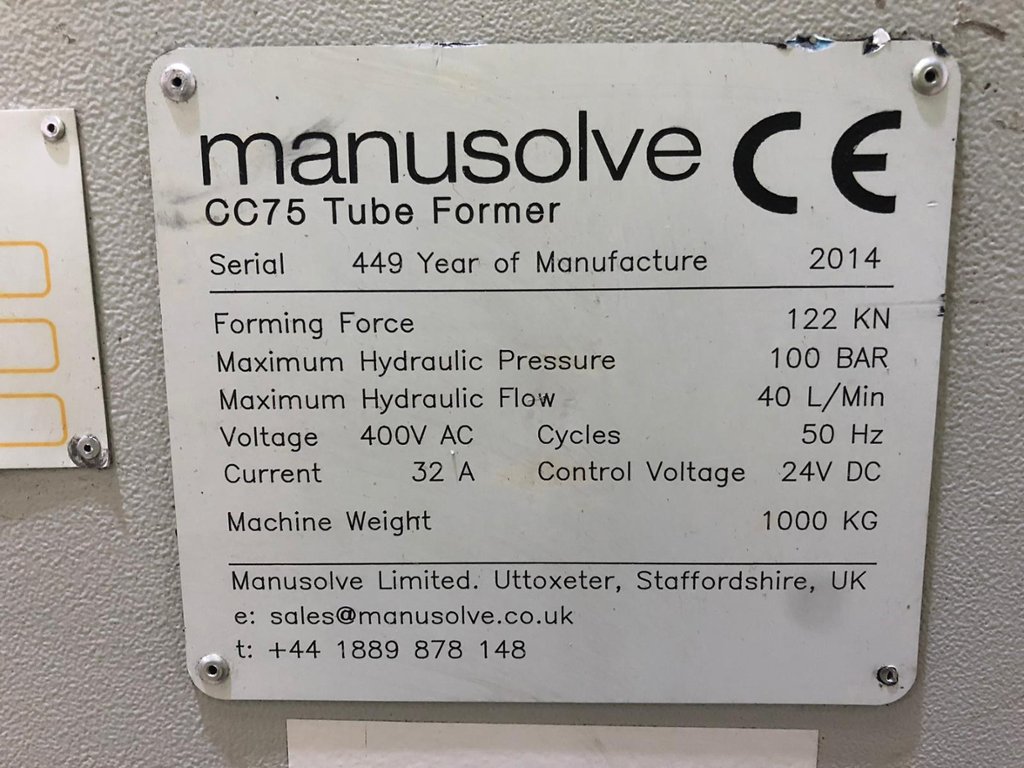 manusolve CE
CC75 Tube Former
Serial 449 Year of Manufacture 2014
Forming Force 122 KN
Maximum Hydraulic Pressure 100 BAR
Maximum Hydraulic Flow 40 L/Min
Voltage 400V AC Cycles 50 Hz
Current 32 A Control Voltage 24V DC
Machine Weight 1000 KG
Manusolve Limited. Uttoxeter, Staffordshire, UK
e: sales@manusolve.co.uk
t: +44 1889 878 148